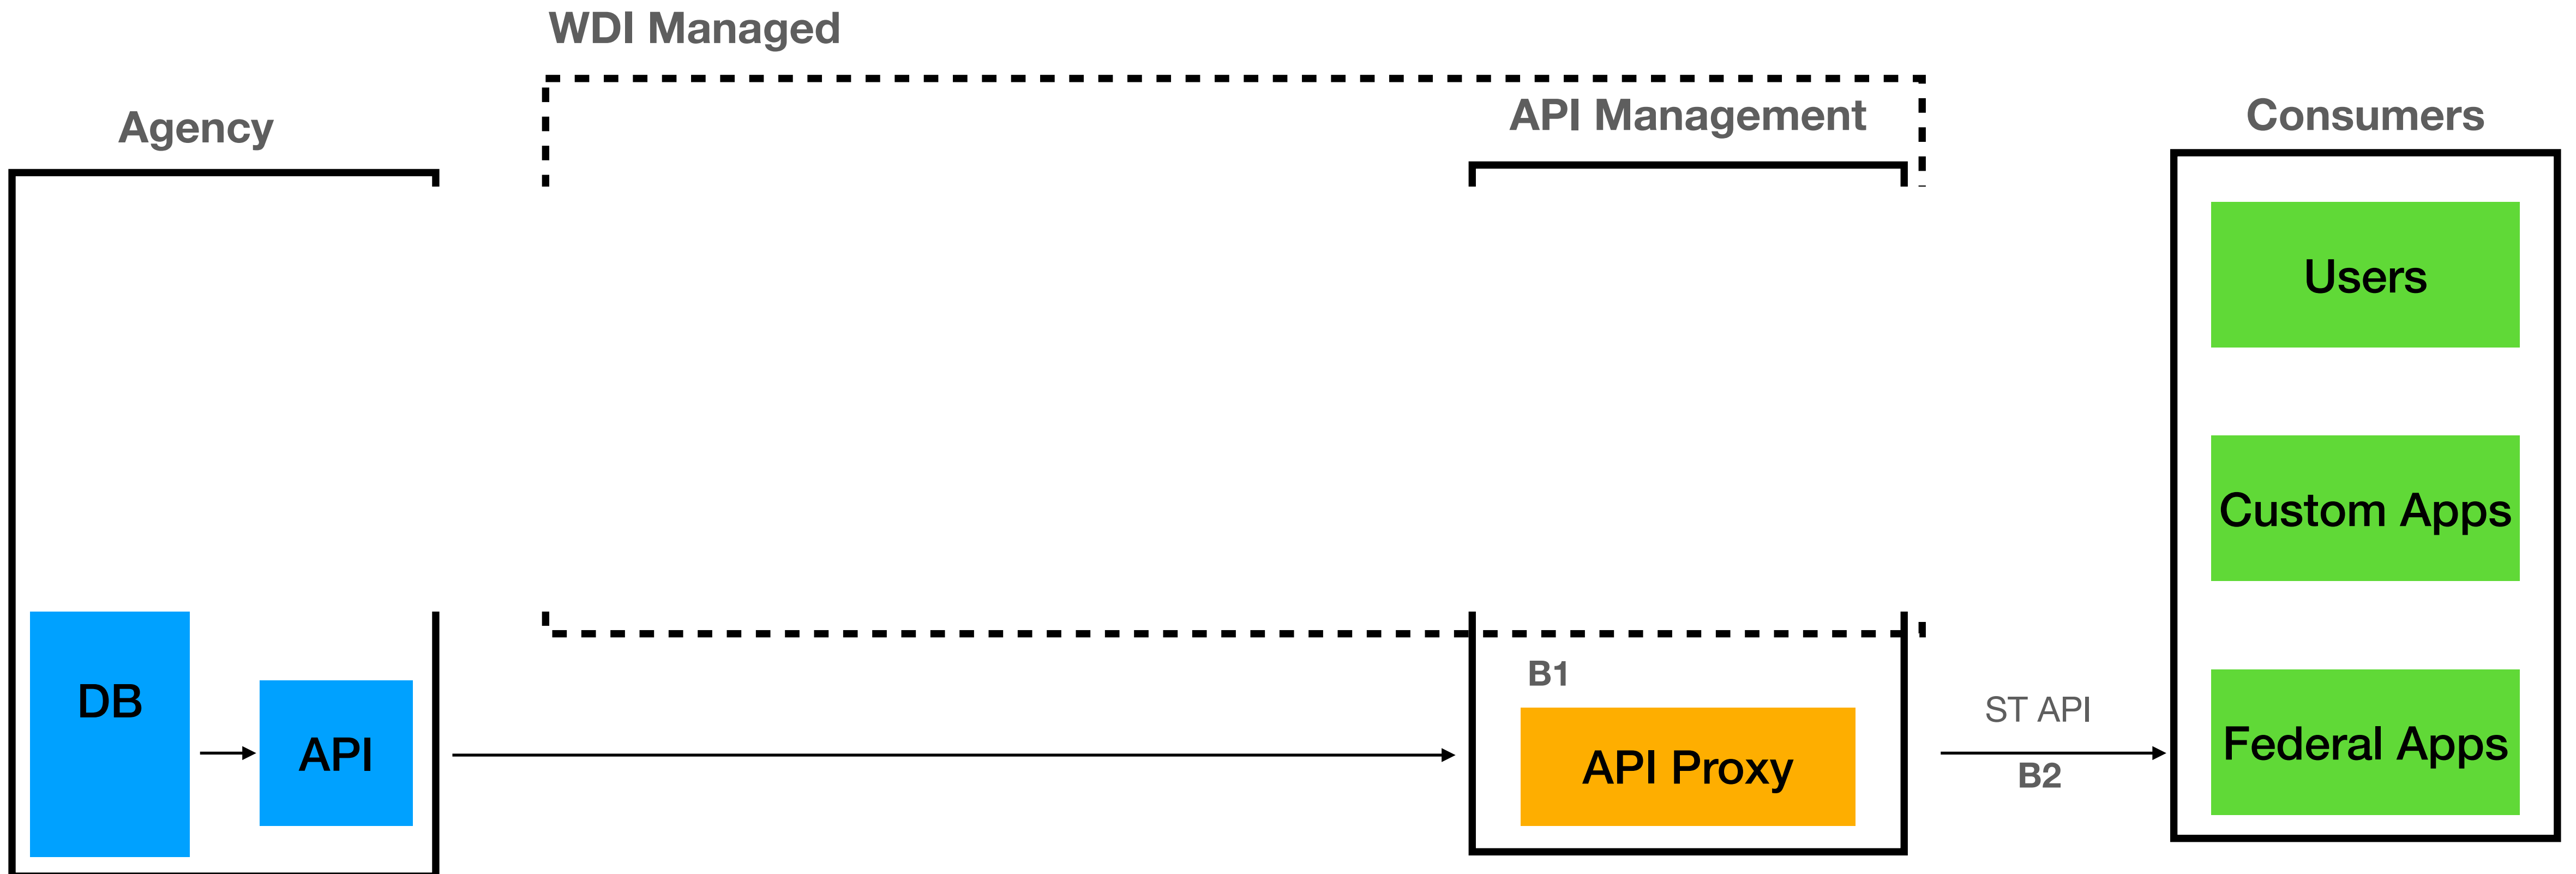 WDI Managed
Agency
API Management
Consumers
Users
Custom Apps
DB
API
B1
API Proxy
ST API
B2
Federal Apps